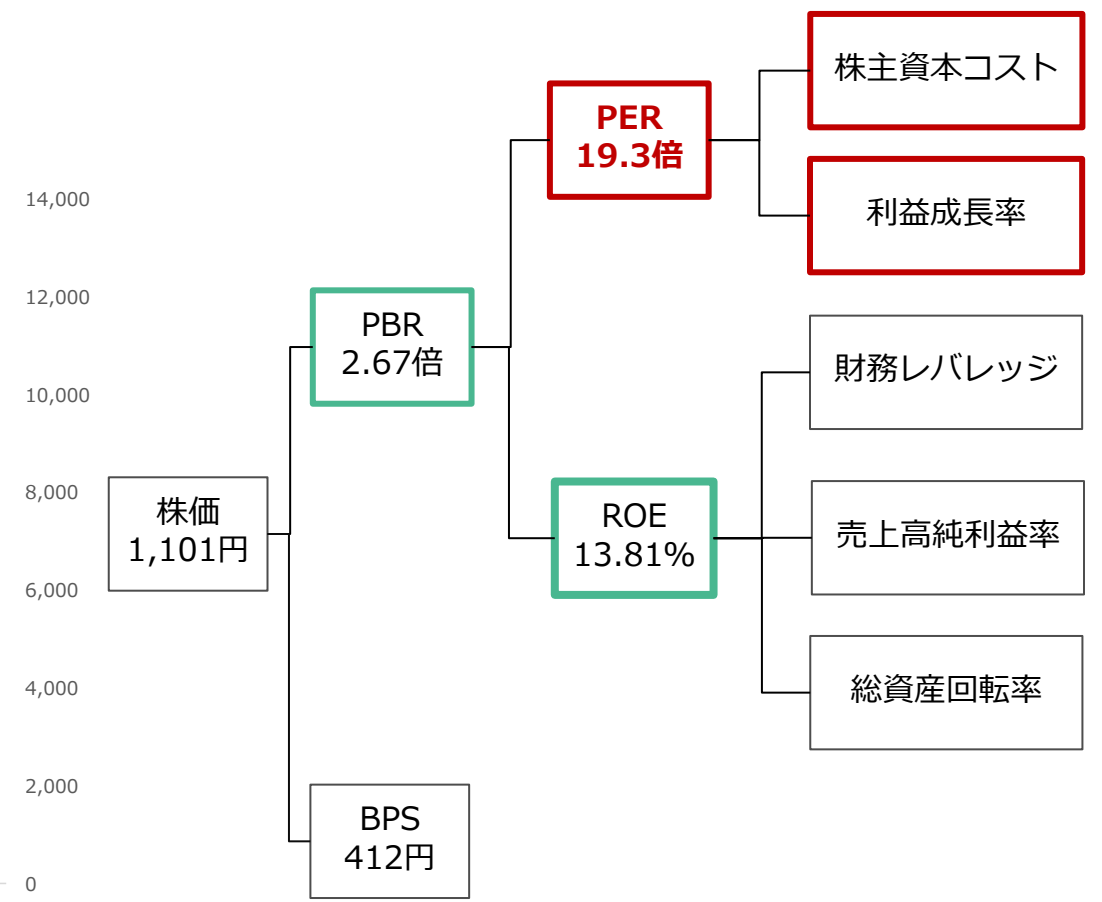 14,000
12,000
10,000
8,000
6,000
4,000
2,000
0
株価
1,101円
PBR
2.67倍
BPS
412円
PER
19.3倍
ROE
13.81%
株主資本コスト
利益成長率
財務レバレッジ
売上高純利益率
総資産回転率